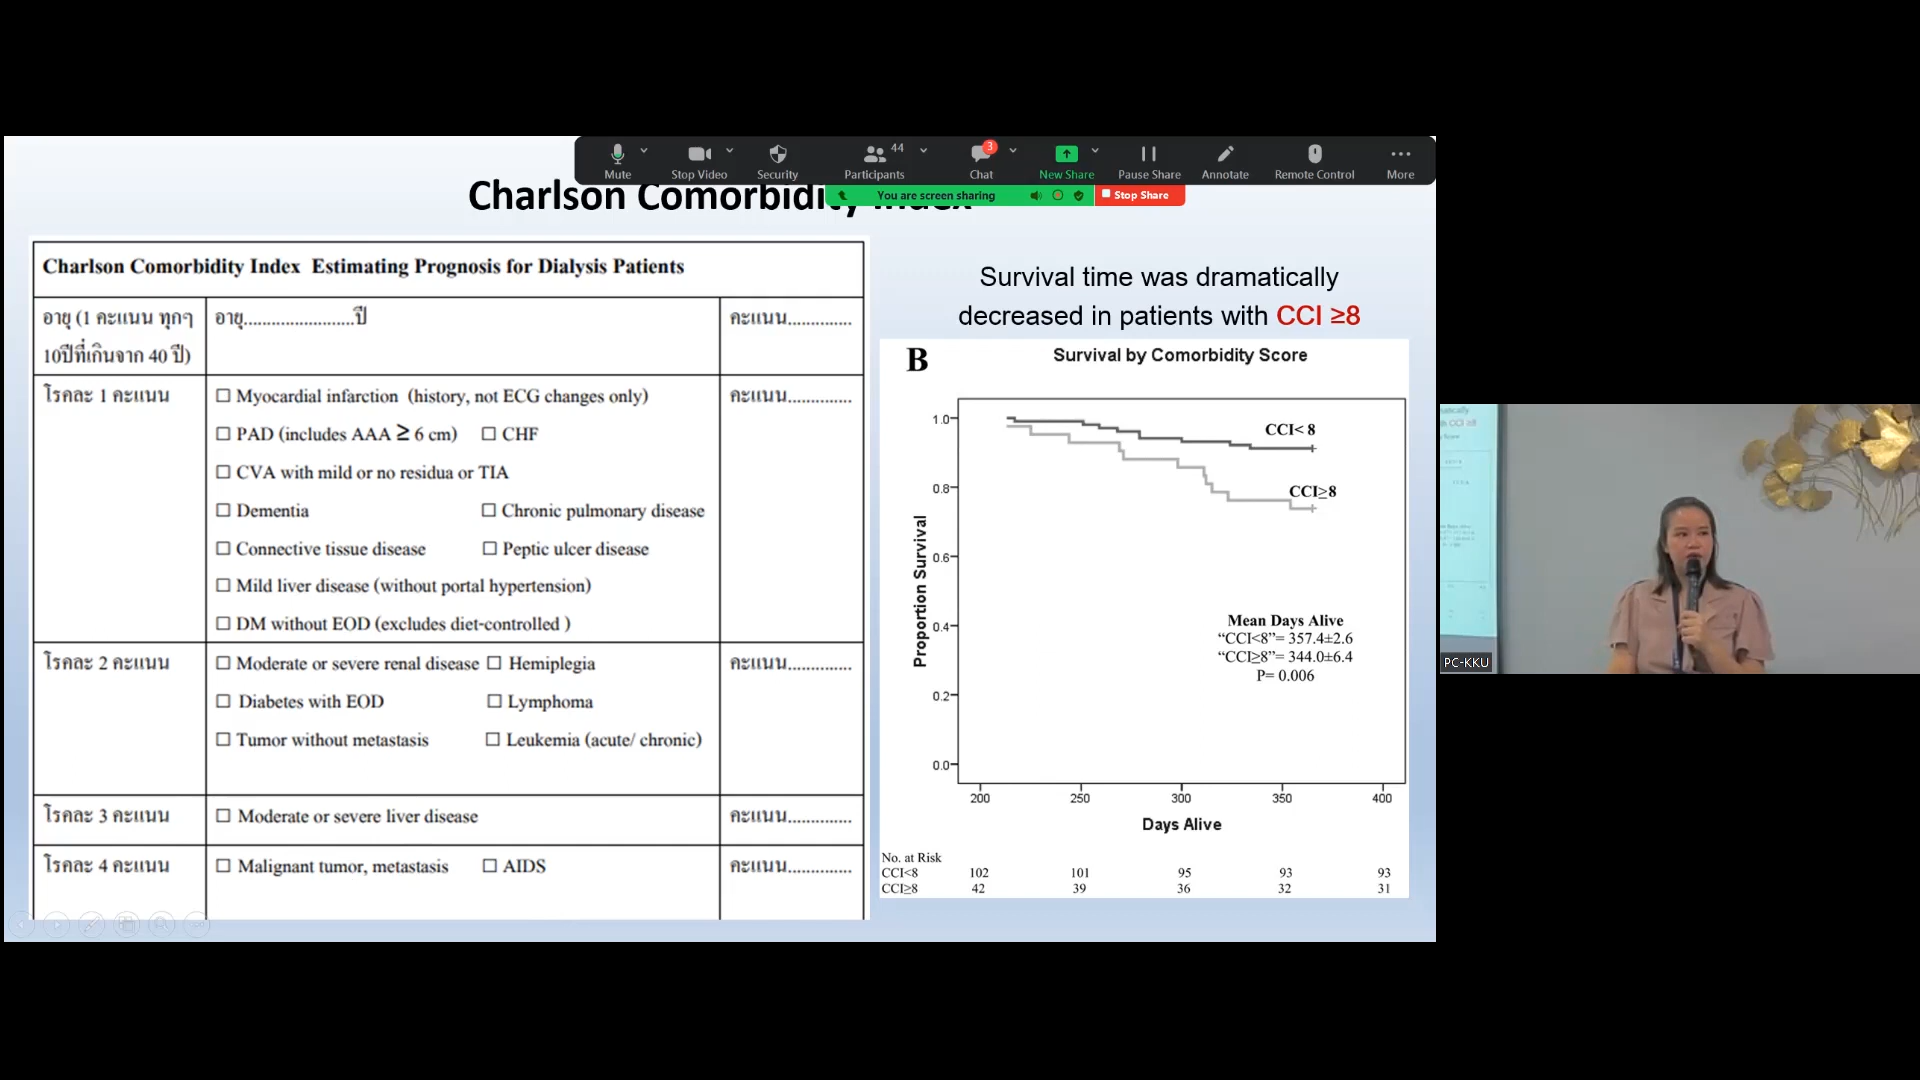 Mute
Stop Video
Security
44
Participants
3
Chat
New Share
Pause Share
Annotate
Remote Control
More
You are screen sharing
Stop Share
Charlson Comorbidity Index
Charlson Comorbidity Index Estimating Prognosis for Dialysis Patients
อายุ (1 คะแนน ทุกๆ
10ปีที่เกินจาก 40 ปี)
อายุ.......................ปี
คะแนน.............
โรคละ 1 คะแนน
☐ Myocardial infarction (history, not ECG changes only)
☐ PAD (includes AAA ≥ 6 cm) ☐ CHF
☐ CVA with mild or no residua or TIA
☐ Dementia ☐ Chronic pulmonary disease
☐ Connective tissue disease ☐ Peptic ulcer disease
☐ Mild liver disease (without portal hypertension)
☐ DM without EOD (excludes diet-controlled )
คะแนน.............
โรคละ 2 คะแนน
☐ Moderate or severe renal disease ☐ Hemiplegia
☐ Diabetes with EOD ☐ Lymphoma
☐ Tumor without metastasis ☐ Leukemia (acute/ chronic)
คะแนน.............
โรคละ 3 คะแนน
☐ Moderate or severe liver disease
คะแนน.............
โรคละ 4 คะแนน
☐ Malignant tumor, metastasis ☐ AIDS
คะแนน.............
Survival time was dramatically
decreased in patients with CCI ≥8
B
Survival by Comorbidity Score
Proportion Survival
1.0
0.8
0.6
0.4
0.2
0.0
CCI< 8
CCI≥8
Mean Days Alive
“CCI<8”= 357.4±2.6
“CCI≥8”= 344.0±6.4
P= 0.006
200 250 300 350 400
Days Alive
No. at Risk
CCI<8 102 101 95 93 93
CCI≥8 42 39 36 32 31
PC-KKU